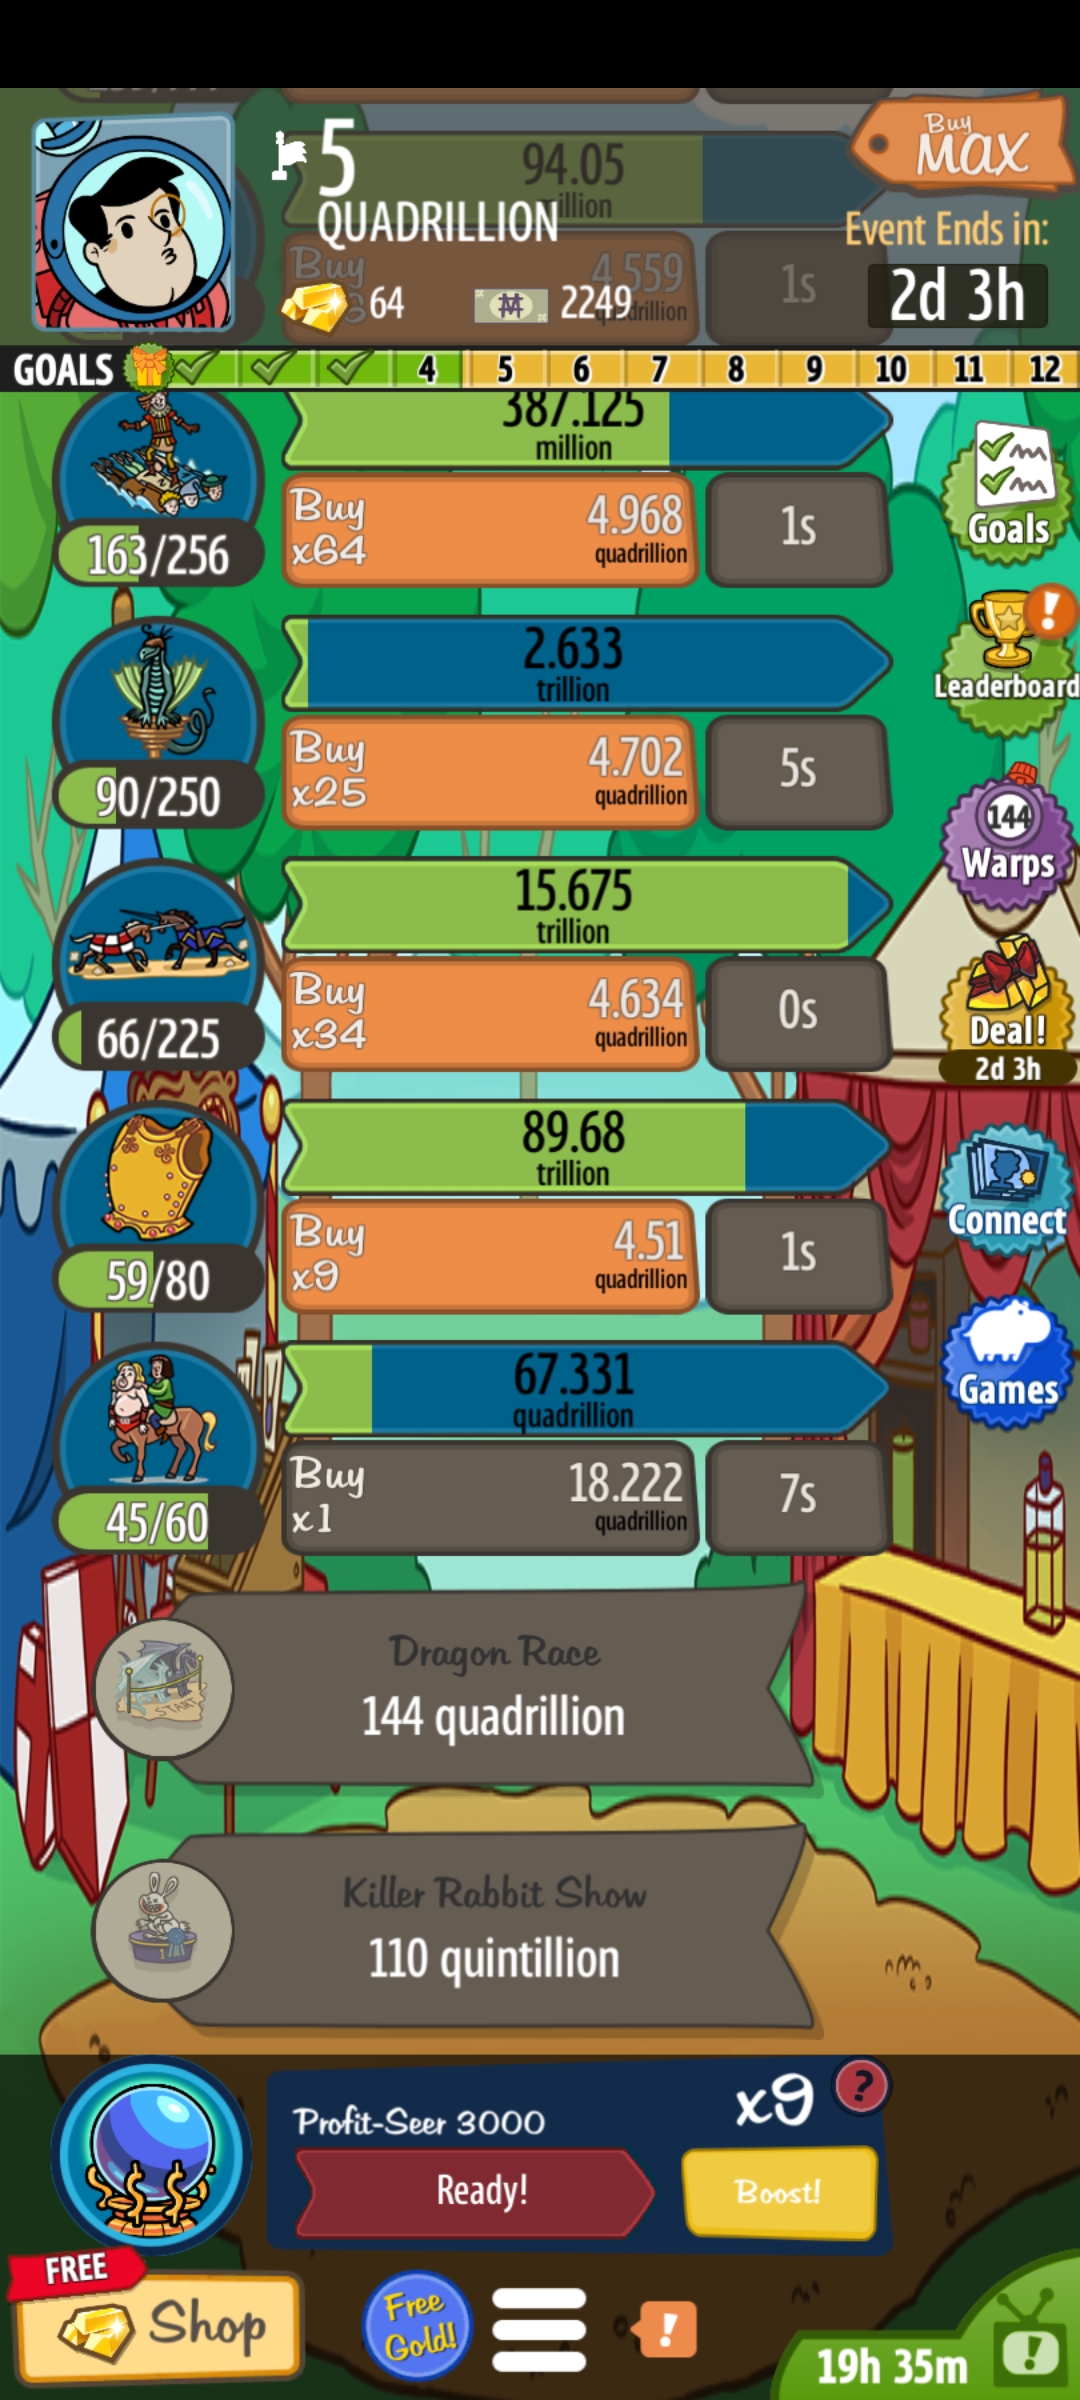 5
QUADRILLION
64
2249
Buy
MAX
Event Ends in:
2d 3h
94.05
Buy
4.559
1s
GOALS 4 5 6 7 8 9 10 11 12
387.125
million
163/256
Buy
x64
4.968
quadrillion
1s
Goals
2.633
trillion
90/250
Buy
x25
4.702
quadrillion
5s
!
Leaderboard
144
Warps
15.675
trillion
66/225
Buy
x34
4.634
quadrillion
0s
Deal!
2d 3h
89.68
trillion
59/80
Buy
x9
4.51
quadrillion
1s
Connect
67.331
quadrillion
45/60
Buy
x1
18.222
quadrillion
7s
Games
START
Dragon Race
144 quadrillion
1
Killer Rabbit Show
110 quintillion
Profit-Seer 3000
x9
?
Ready!
Boost!
FREE
Shop
Free
Gold!
!
19h 35m
!